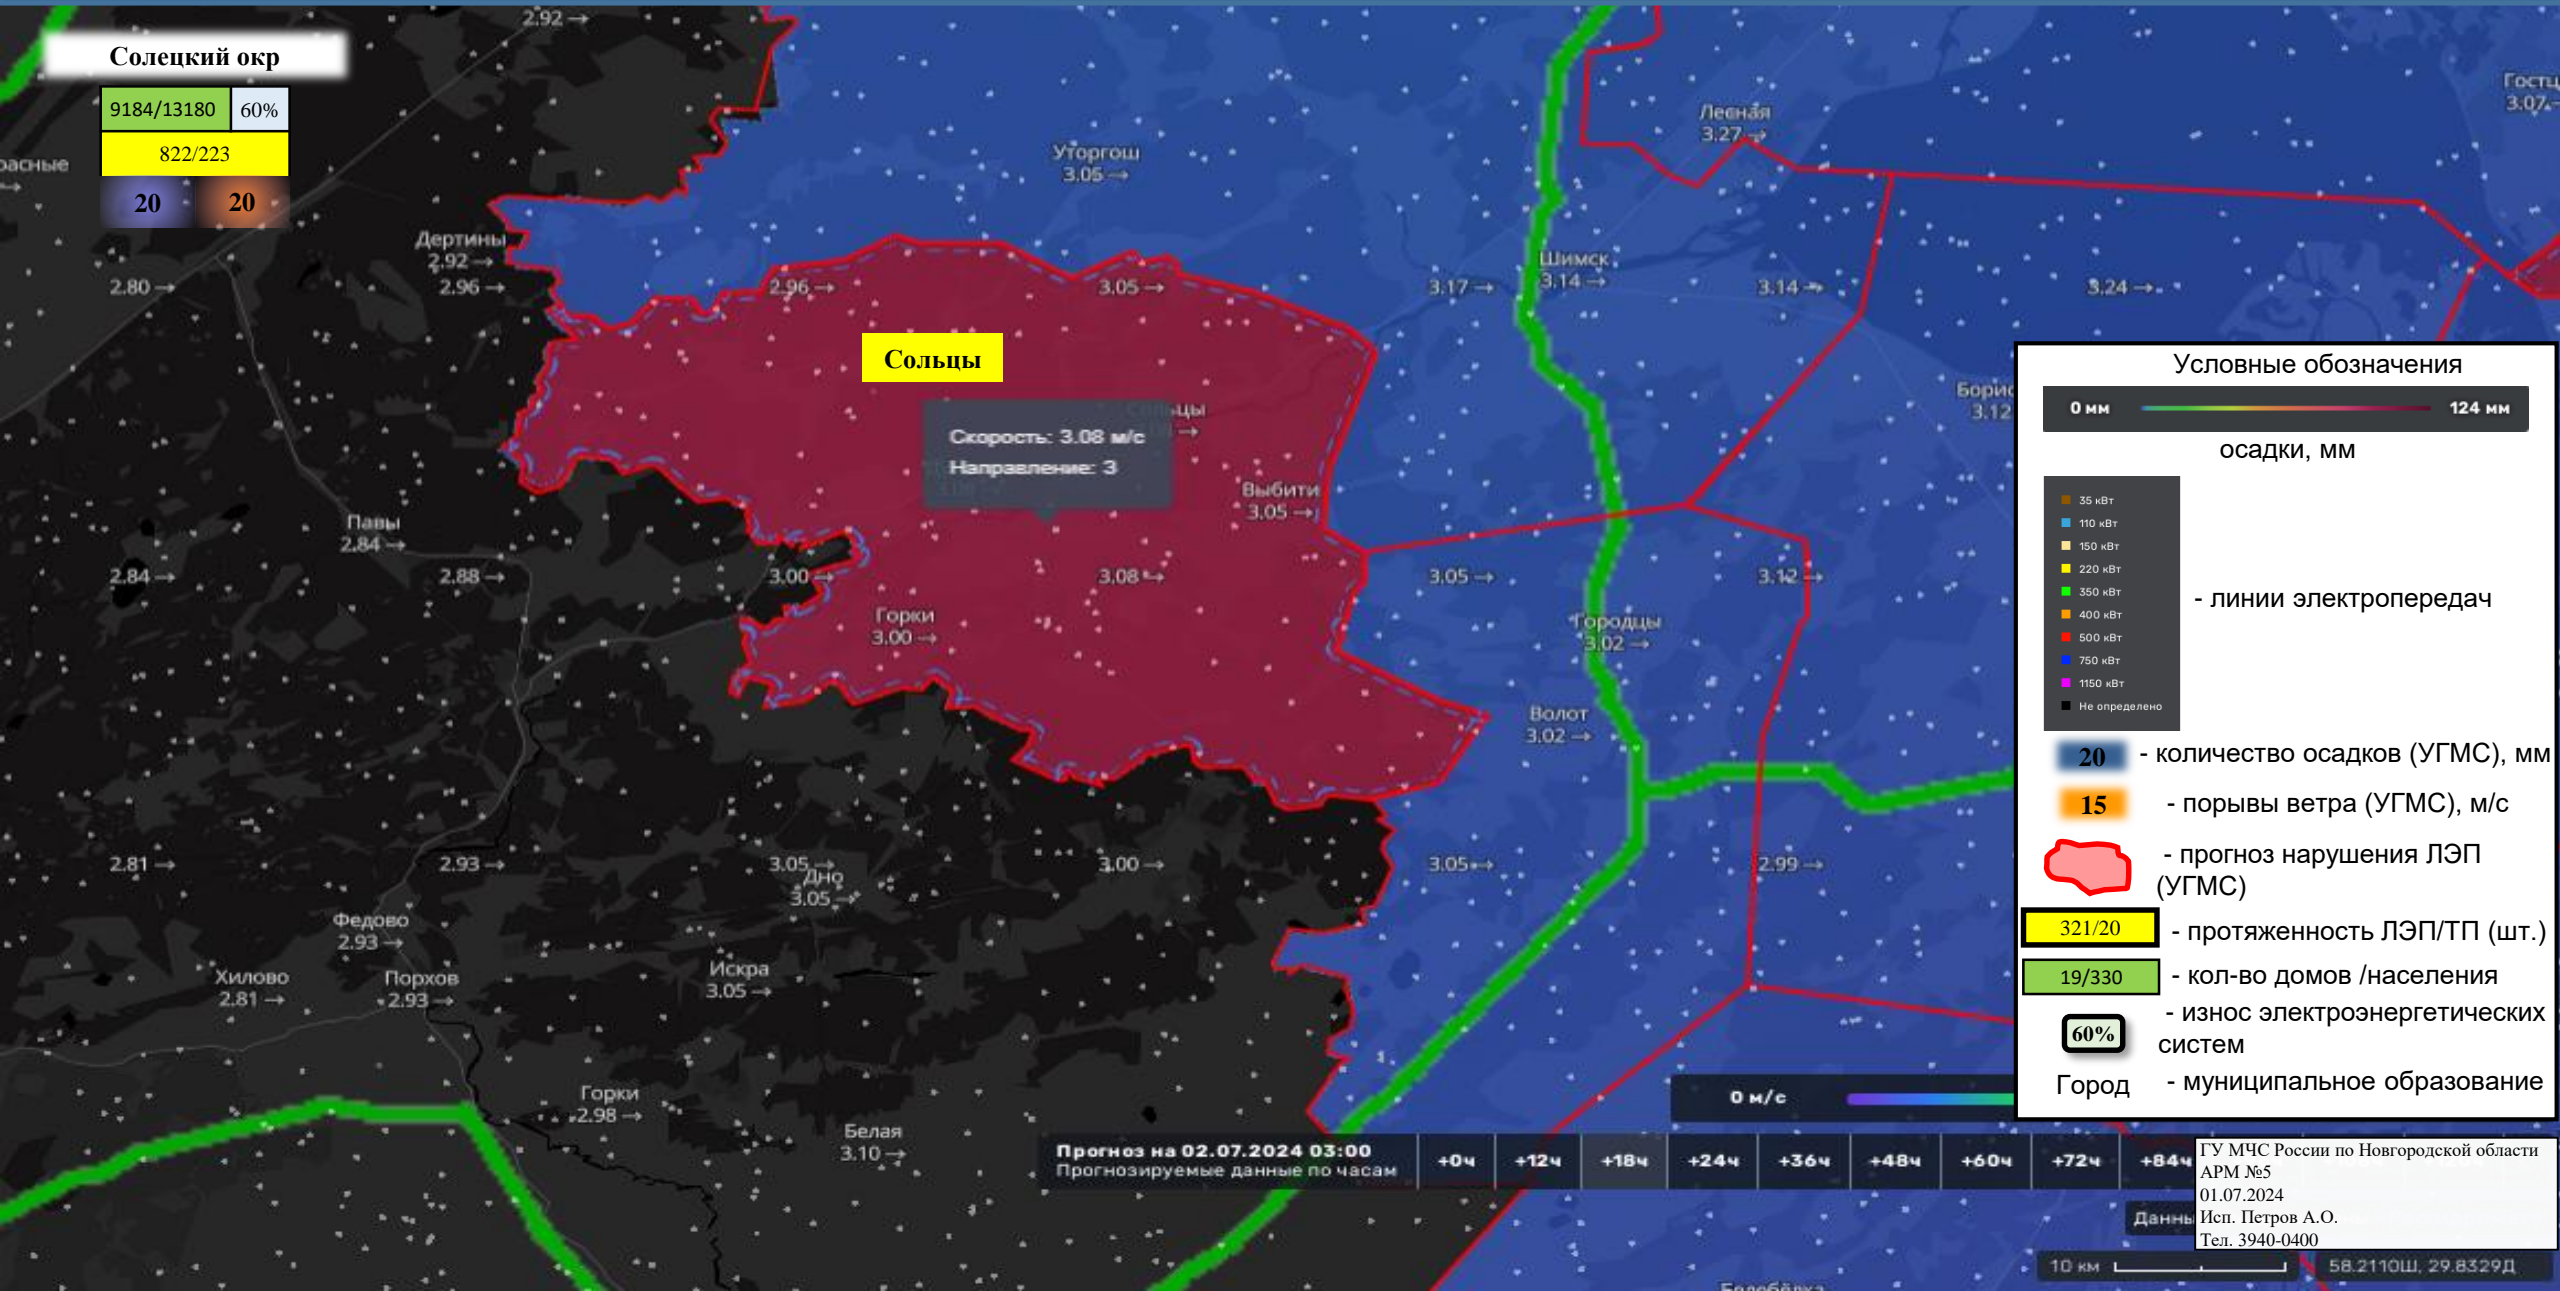 2.92 →
Солецкий окр
9184/13180 60%
822/223
20 20
расные
Уторгош
3.05 →
Лесная
3.27 →
3.07
Дертины
2.92 →
2.80 →
2.96 →
2.96 →
3.05 →
3.17 →
Шимск
3.14 →
3.14 →
3.24 →
Сольцы
Скорость: 3.08 м/с
Направление: З
Выбити
3.05 →
3.12
Павы
2.84 →
2.84 →
2.88 →
3.00 →
3.08 →
3.05 →
3.12 →
Горки
3.00 →
Городцы
3.02 →
Волот
3.02 →
2.81 →
2.93 →
3.05 →
Дно
3.05 →
3.00 →
3.05 →
2.99 →
Федово
2.93 →
Хилово
2.81 →
Порхов
2.93 →
Искра
3.05 →
Горки
2.98 →
Белая
3.10 →
Условные обозначения
0 мм 124 мм
осадки, мм
35 кВт
110 кВт
150 кВт
220 кВт
350 кВт
400 кВт
500 кВт
750 кВт
1150 кВт
Не определено
- линии электропередач
20 - количество осадков (УГМС), мм
15 - порывы ветра (УГМС), м/с
- прогноз нарушения ЛЭП
(УГМС)
321/20 - протяженность ЛЭП/ТП (шт.)
19/330 - кол-во домов /населения
60% - износ электроэнергетических
систем
Город - муниципальное образование
0 м/с
Прогноз на 02.07.2024 03:00
Прогнозируемые данные по часам
+0ч +12ч +18ч +24ч +36ч +48ч +60ч +72ч +84ч
ГУ МЧС России по Новгородской области
АРМ №5
01.07.2024
Исп. Петров А.О.
Тел. 3940-0400
Данны
10 км
58.2110Ш, 29.8329Д